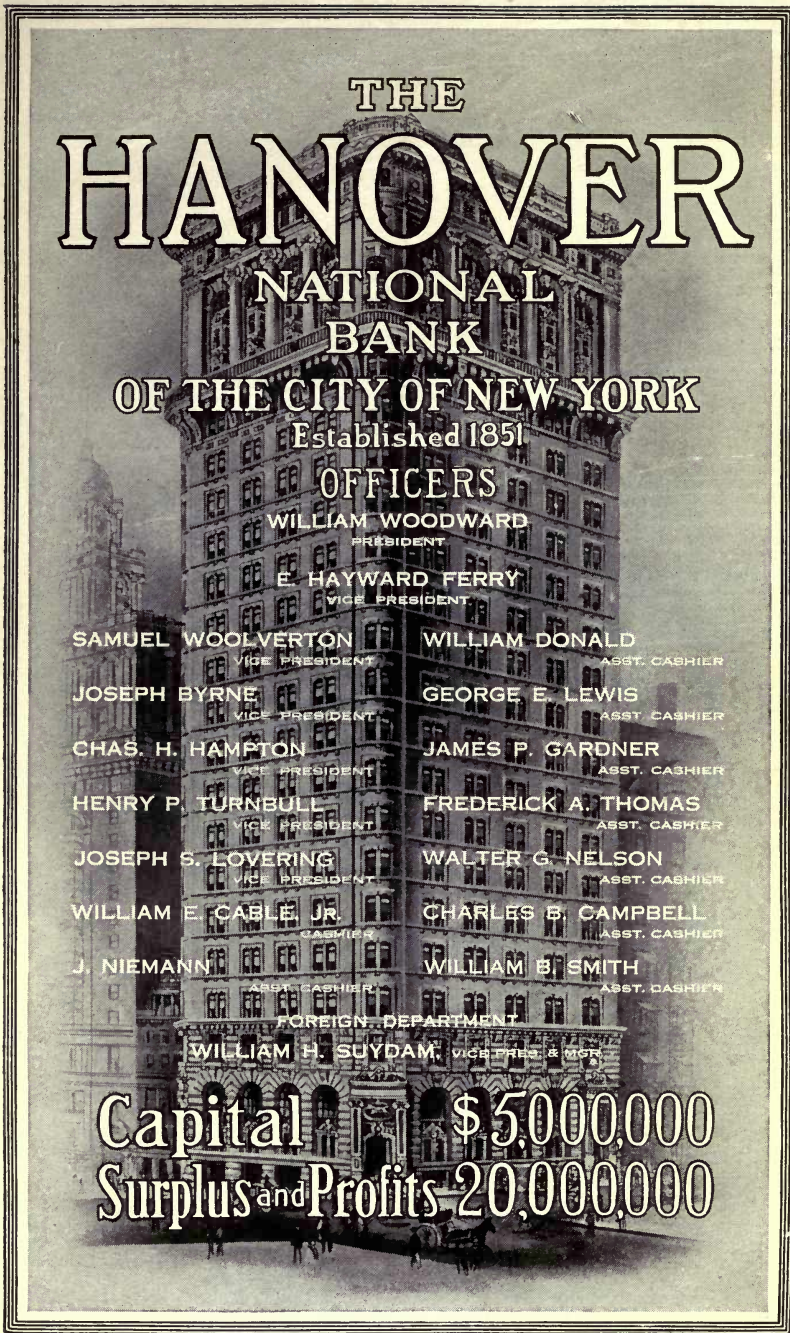 THE
HANOVER
NATIONAL
BANK
OF THE CITY OF NEW YORK
Established 1851
OFFICERS
WILLIAM WOODWARD
PRESIDENT
E. HAYWARD FERRY
VICE PRESIDENT
SAMUEL WOOLVERTON
VICE PRESIDENT
JOSEPH BYRNE
VICE PRESIDENT
CHAS. H. HAMPTON
VICE PRESIDENT
HENRY P. TURNBULL
VICE PRESIDENT
JOSEPH S. LOVERING
VICE PRESIDENT
WILLIAM E. CABLE, JR.
CASHIER
J. NIEMANN
ASST. CASHIER
WILLIAM DONALD
ASST. CASHIER
GEORGE E. LEWIS
ASST. CASHIER
JAMES P. GARDNER
ASST. CASHIER
FREDERICK A. THOMAS
ASST. CASHIER
WALTER G. NELSON
ASST. CASHIER
CHARLES B. CAMPBELL
ASST. CASHIER
WILLIAM B. SMITH
ASST. CASHIER
FOREIGN DEPARTMENT
WILLIAM H. SUYDAM, VICE PRES. & MGR.
Capital $5,000,000
Surplus and Profits 20,000,000